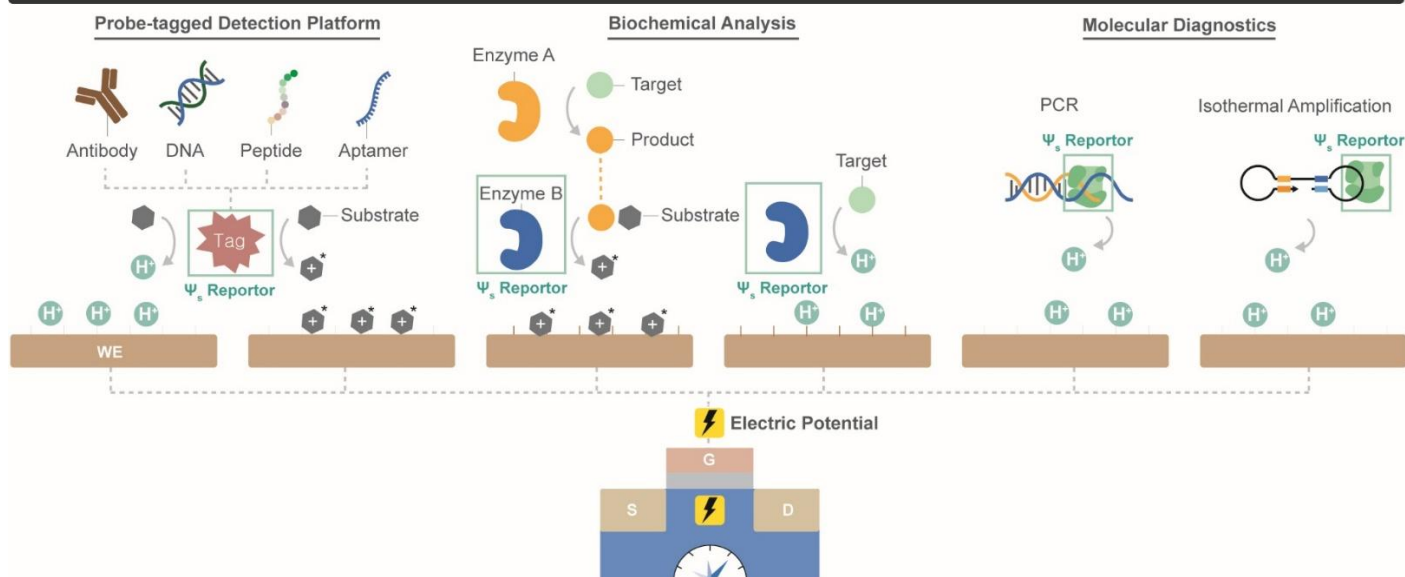 Probe-tagged Detection Platform
Antibody
DNA
Peptide
Aptamer
Substrate
Tag
H+
Ψs Reportor
+*
H+ H+ H+
+* +* +*
WE
Biochemical Analysis
Enzyme A
Target
Product
Enzyme B
Substrate
+*
Ψs Reportor
+* +* +*
Target
H+
Ψs Reportor
H+ H+
Molecular Diagnostics
PCR
Ψs Reportor
H+
H+ H+
Isothermal Amplification
Ψs Reportor
H+
H+ H+
Electric Potential
G
S
D